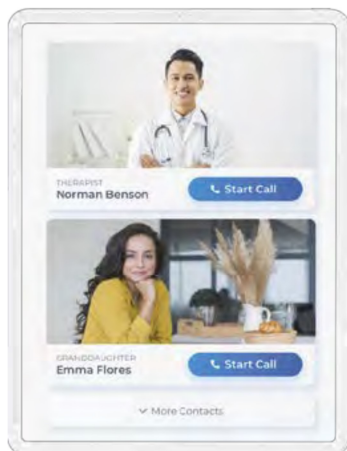 THERAPIST
Norman Benson
Start Call
GRANDDAUGHTER
Emma Flores
Start Call
More Contacts